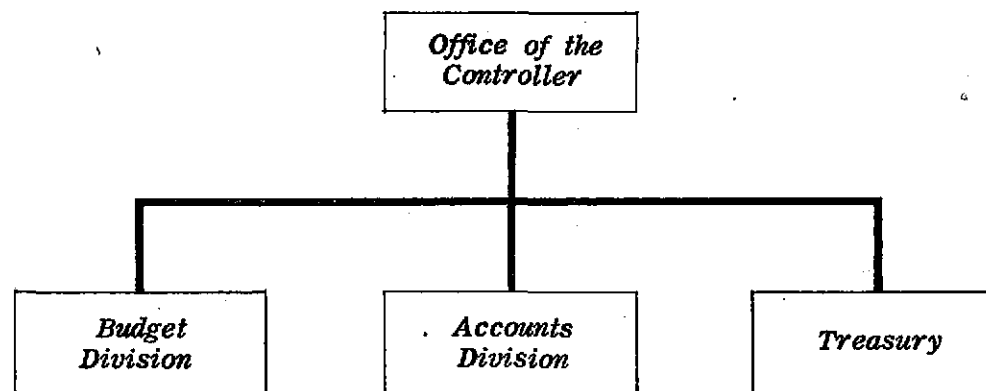 Office of the
Controller
Budget
Division
Accounts
Division
Treasury